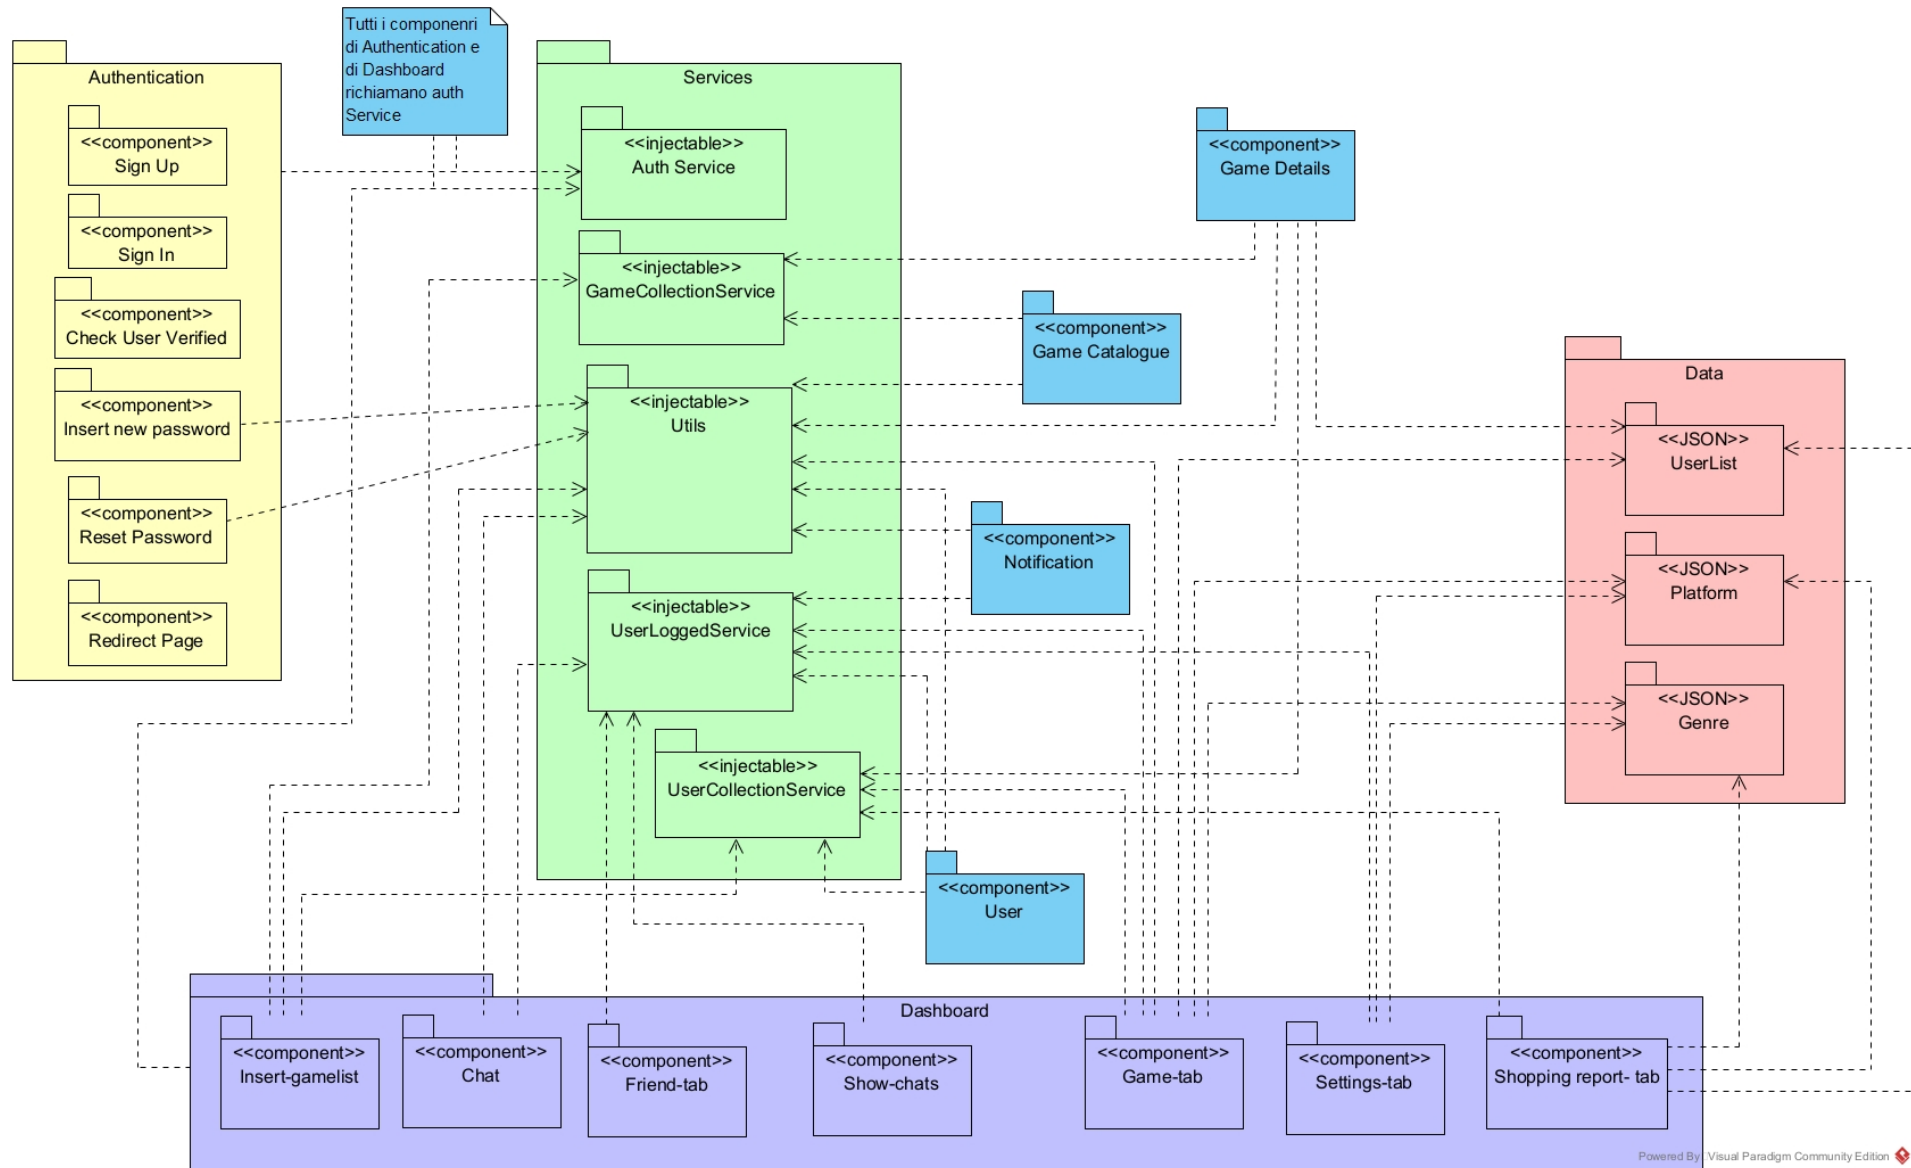 Tutti i componenri
di Authentication e
di Dashboard
richiamano auth
Service
Authentication
<<component>>
Sign Up
<<component>>
Sign In
<<component>>
Check User Verified
<<component>>
Insert new password
<<component>>
Reset Password
<<component>>
Redirect Page
Services
<<injectable>>
Auth Service
<<injectable>>
GameCollectionService
<<injectable>>
Utils
<<injectable>>
UserLoggedService
<<injectable>>
UserCollectionService
<<component>>
Game Details
<<component>>
Game Catalogue
<<component>>
Notification
<<component>>
User
Data
<<JSON>>
UserList
<<JSON>>
Platform
<<JSON>>
Genre
Dashboard
<<component>>
Insert-gamelist
<<component>>
Chat
<<component>>
Friend-tab
<<component>>
Show-chats
<<component>>
Game-tab
<<component>>
Settings-tab
<<component>>
Shopping report- tab
Powered By Visual Paradigm Community Edition